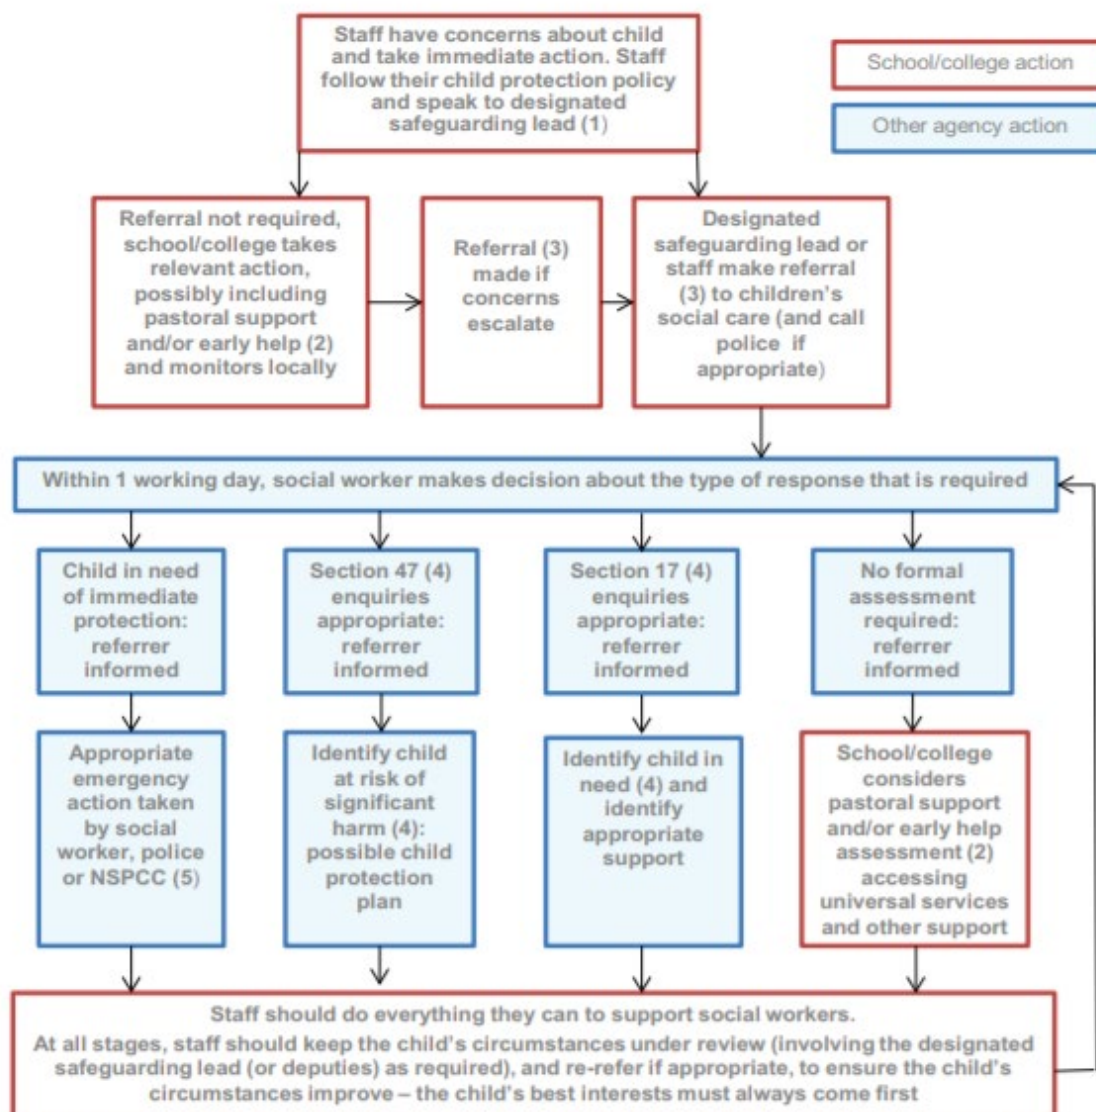 Staff have concerns about child
and take immediate action. Staff
follow their child protection policy
and speak to designated
safeguarding lead (1)
School/college action
Other agency action
Referral not required,
school/college takes
relevant action,
possibly including
pastoral support
and/or early help (2)
and monitors locally
Referral (3)
made if
concerns
escalate
Designated
safeguarding lead or
staff make referral
(3) to children's
social care (and call
police if
appropriate)
Within 1 working day, social worker makes decision about the type of response that is required
Child in need
of immediate
protection:
referrer
informed
Section 47 (4)
enquiries
appropriate:
referrer
informed
Section 17 (4)
enquiries
appropriate:
referrer
informed
No formal
assessment
required:
referrer
informed
Appropriate
emergency
action taken
by social
worker, police
or NSPCC (5)
Identify child
at risk of
significant
harm (4):
possible child
protection
plan
Identify child in
need (4) and
identify
appropriate
support
School/college
considers
pastoral support
and/or early help
assessment (2)
accessing
universal services
and other support
Staff should do everything they can to support social workers.
At all stages, staff should keep the child's circumstances under review (involving the designated
safeguarding lead (or deputies) as required), and re-refer if appropriate, to ensure the child's
circumstances improve – the child's best interests must always come first